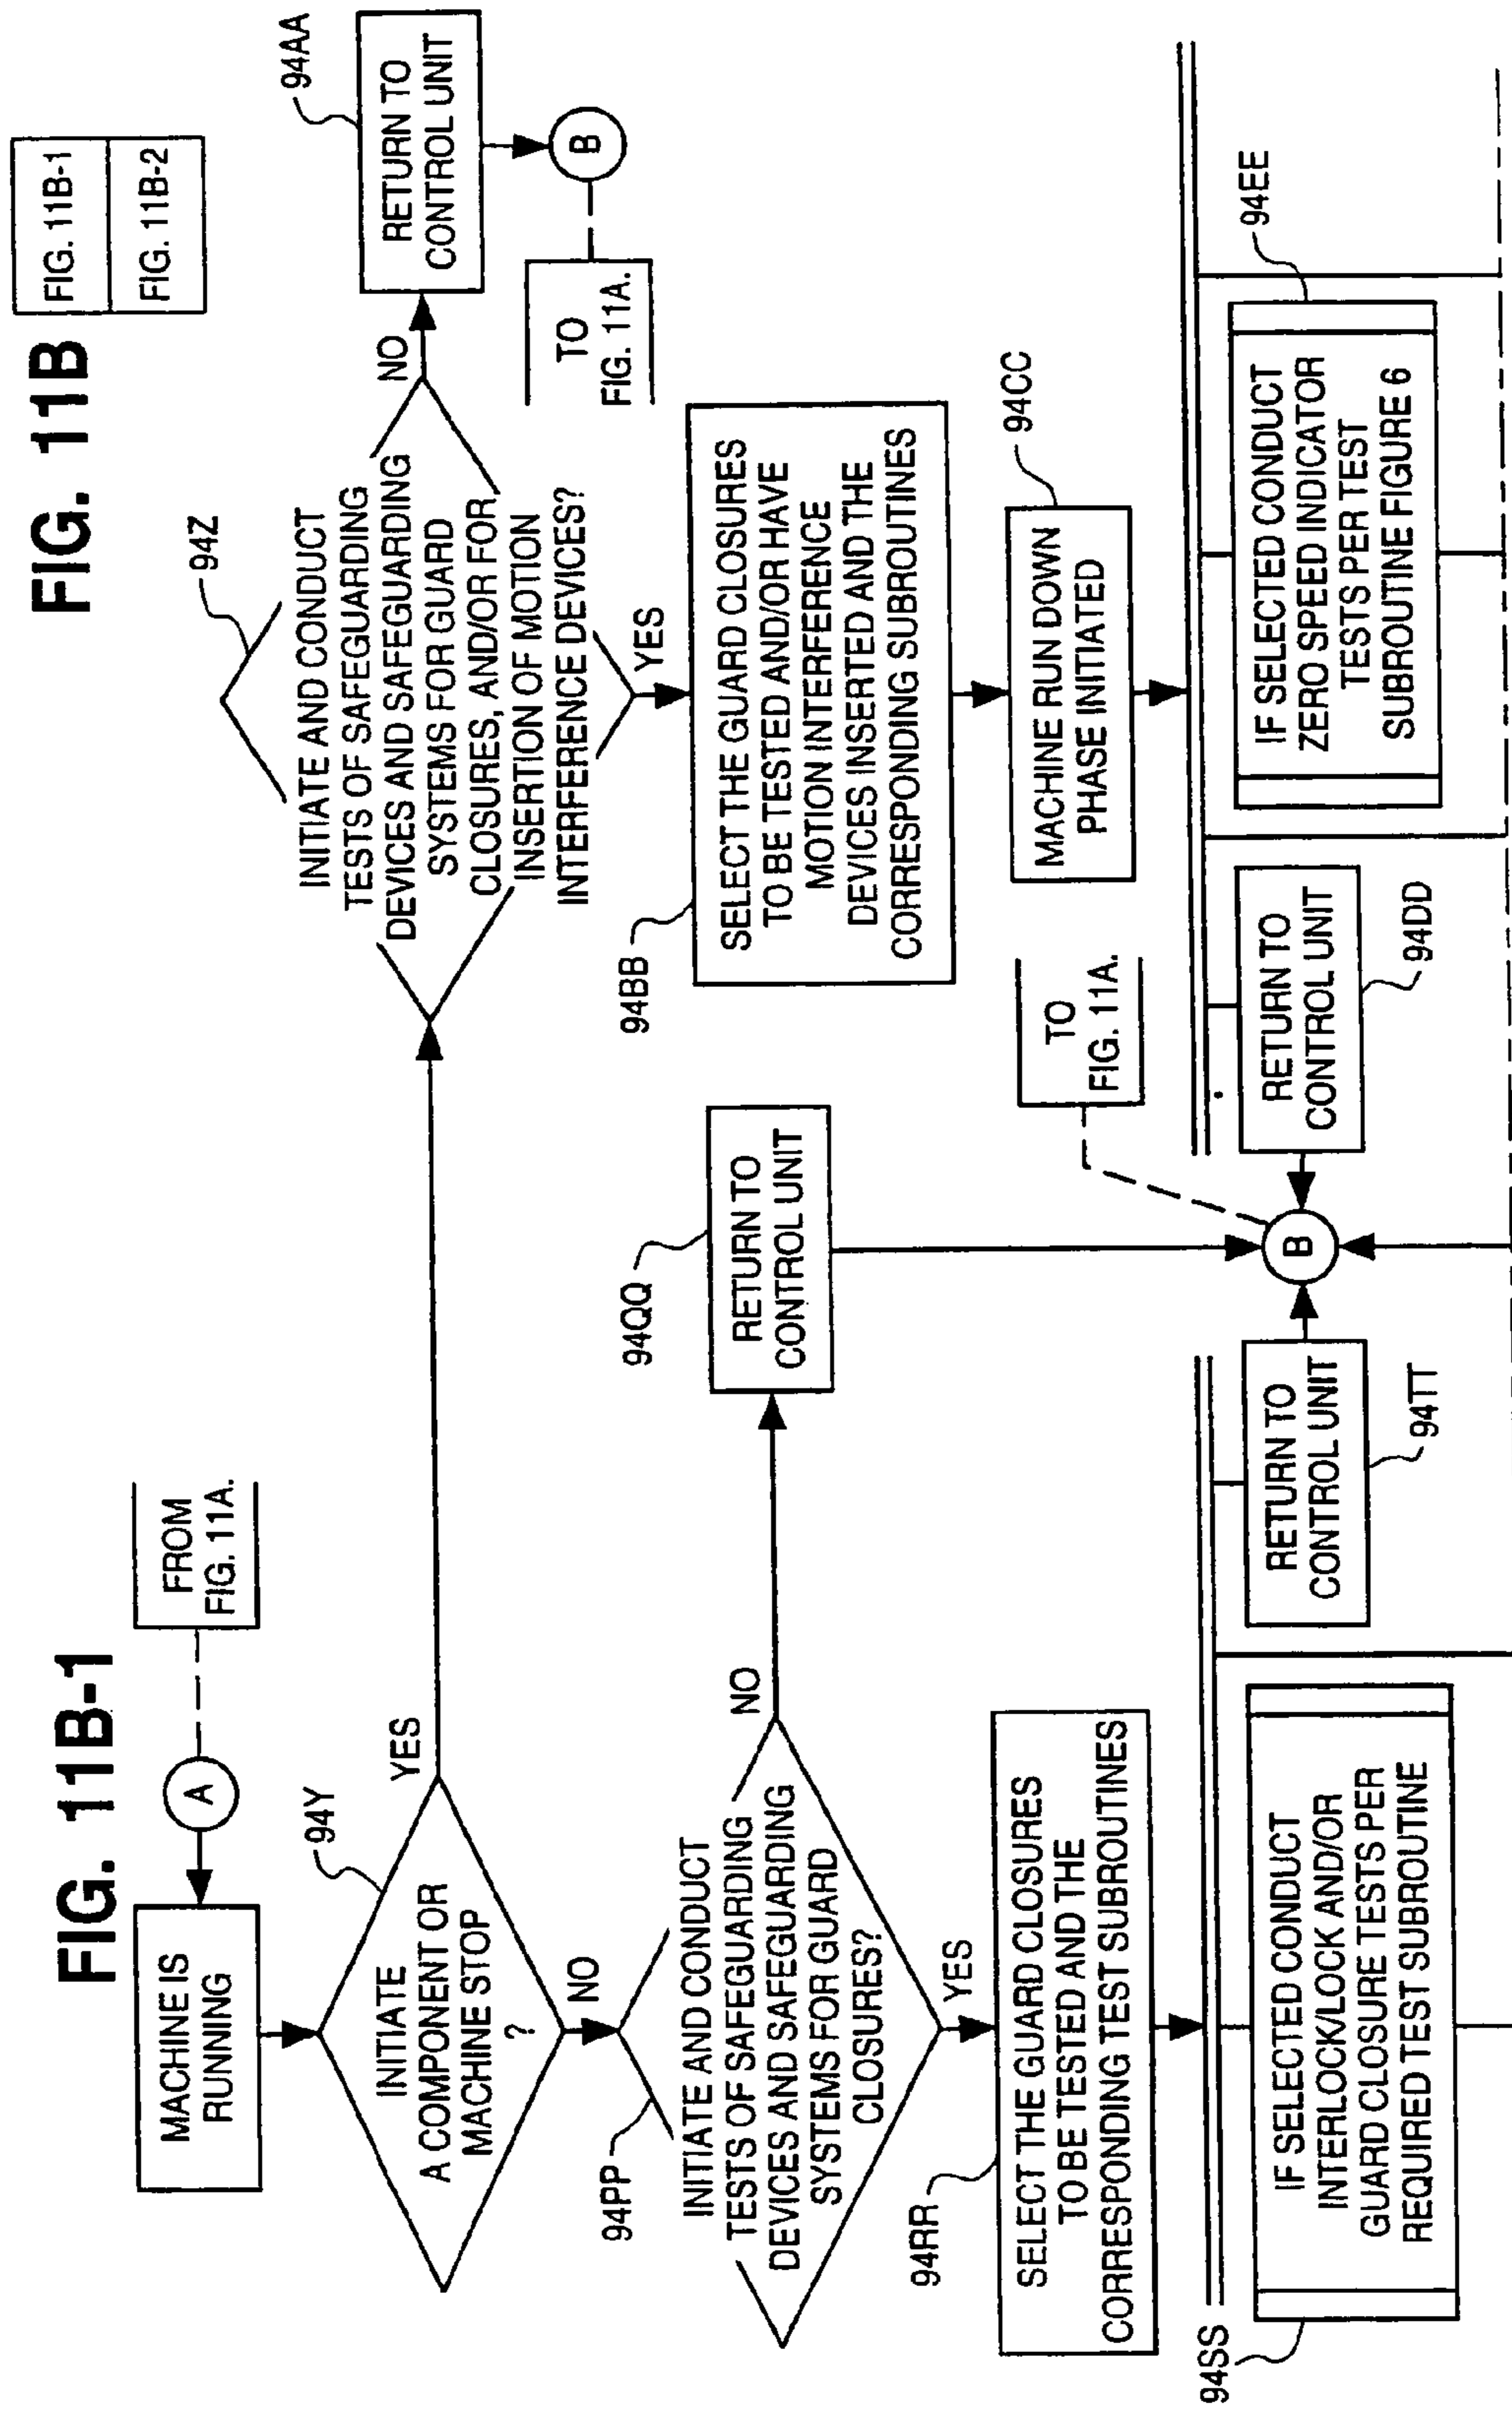 FIG. 11B-1
FIG. 11B
FIG. 11B-1
FIG. 11B-2
FROM
FIG. 11A.
A
MACHINE IS
RUNNING
94Y
INITIATE
A COMPONENT OR
MACHINE STOP
?
YES
NO
94Z
INITIATE AND CONDUCT
TESTS OF SAFEGUARDING
DEVICES AND SAFEGUARDING
SYSTEMS FOR GUARD
CLOSURES, AND/OR FOR
INSERTION OF MOTION
INTERFERENCE DEVICES?
NO
YES
94AA
RETURN TO
CONTROL UNIT
B
TO
FIG. 11A.
94PP
INITIATE AND CONDUCT
TESTS OF SAFEGUARDING
DEVICES AND SAFEGUARDING
SYSTEMS FOR GUARD
CLOSURES?
NO
YES
94QQ
RETURN TO
CONTROL UNIT
94BB
SELECT THE GUARD CLOSURES
TO BE TESTED AND/OR HAVE
MOTION INTERFERENCE
DEVICES INSERTED AND THE
CORRESPONDING SUBROUTINES
94RR
SELECT THE GUARD CLOSURES
TO BE TESTED AND THE
CORRESPONDING TEST SUBROUTINES
TO
FIG. 11A.
94CC
MACHINE RUN DOWN
PHASE INITIATED
94SS
IF SELECTED CONDUCT
INTERLOCK/LOCK AND/OR
GUARD CLOSURE TESTS PER
REQUIRED TEST SUBROUTINE
RETURN TO
CONTROL UNIT
94TT
B
RETURN TO
CONTROL UNIT
94DD
94EE
IF SELECTED CONDUCT
ZERO SPEED INDICATOR
TESTS PER TEST
SUBROUTINE FIGURE 6